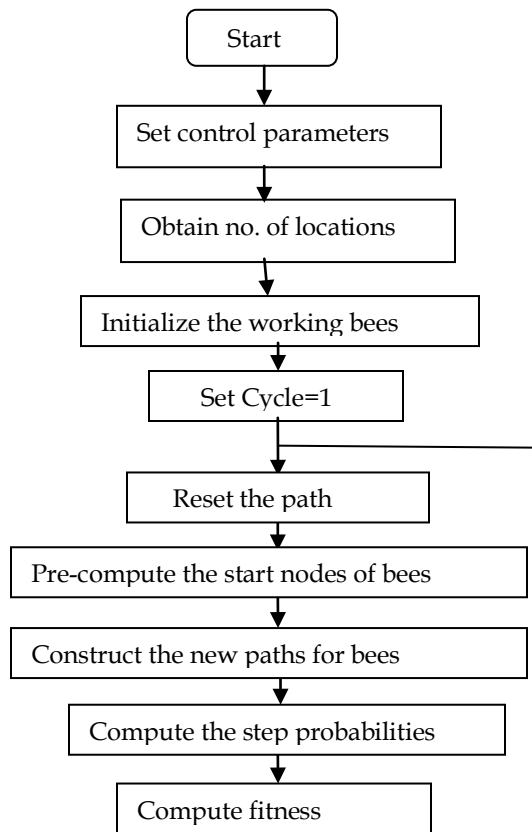 Start
Set control parameters
Obtain no. of locations
Initialize the working bees
Set Cycle=1
Reset the path
Pre-compute the start nodes of bees
Construct the new paths for bees
Compute the step probabilities
Compute fitness